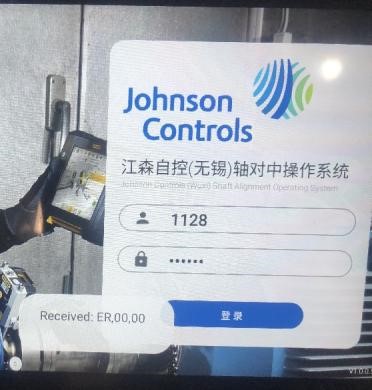 Johnson
Controls
江森自控(无锡)轴对中操作系统
Johnson Controls (Wuxi) Shaft Alignment Operating System
1128
••••••
登录
Received: ER,00,00